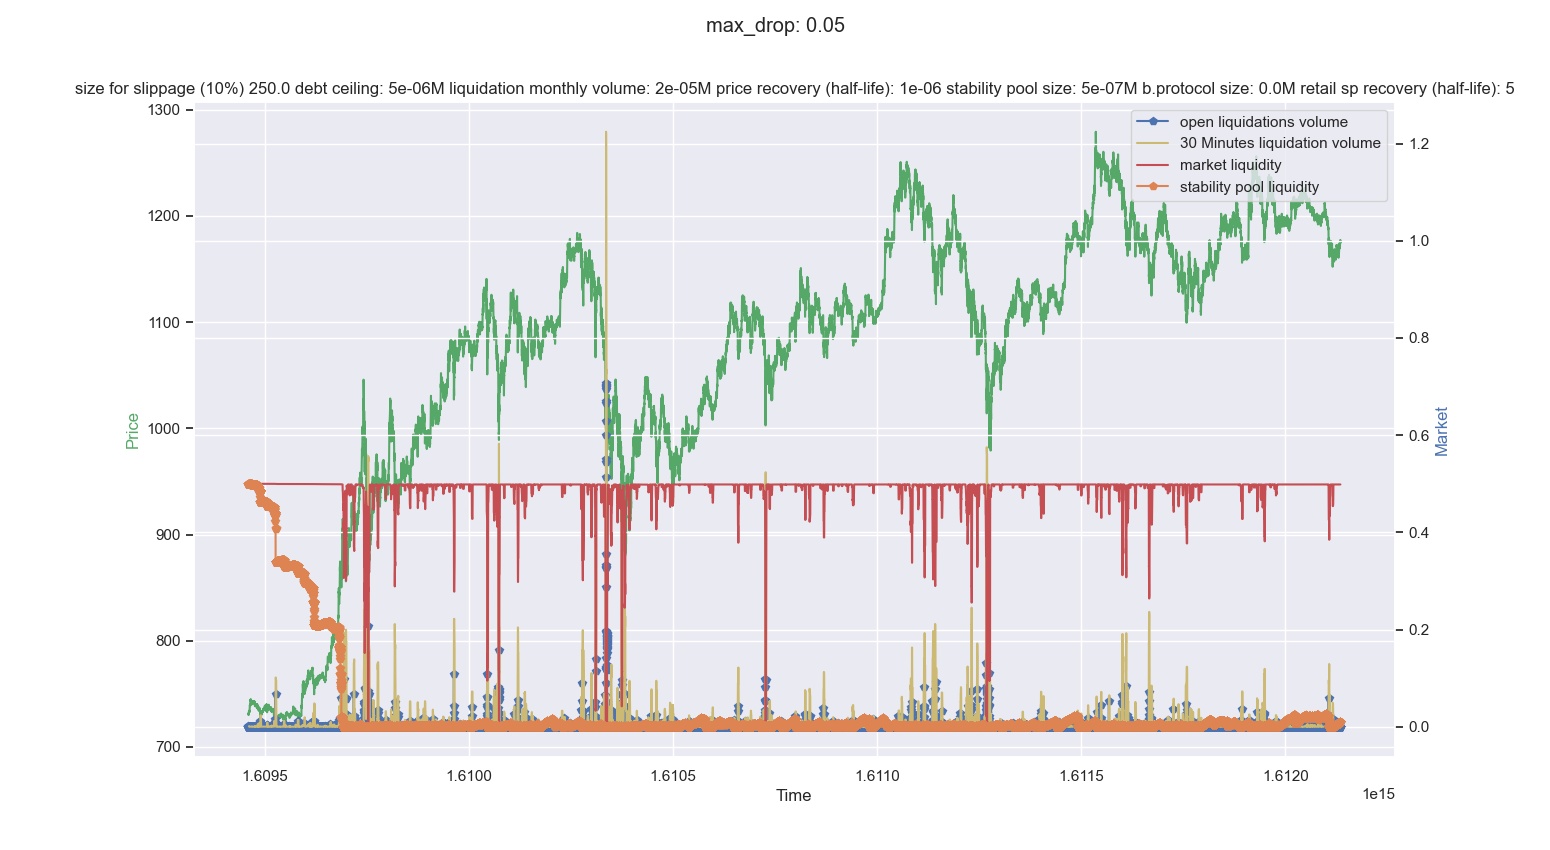 max_drop: 0.05
size for slippage (10%) 250.0 debt ceiling: 5e-06M liquidation monthly volume: 2e-05M price recovery (half-life): 1e-06 stability pool size: 5e-07M b.protocol size: 0.0M retail sp recovery (half-life): 5
open liquidations volume
30 Minutes liquidation volume
market liquidity
stability pool liquidity
1300
1200
1100
1000
900
800
700
Price
1.2
1.0
0.8
0.6
0.4
0.2
0.0
Market
1.6095 1.6100 1.6105 1.6110 1.6115 1.6120
Time
1e15